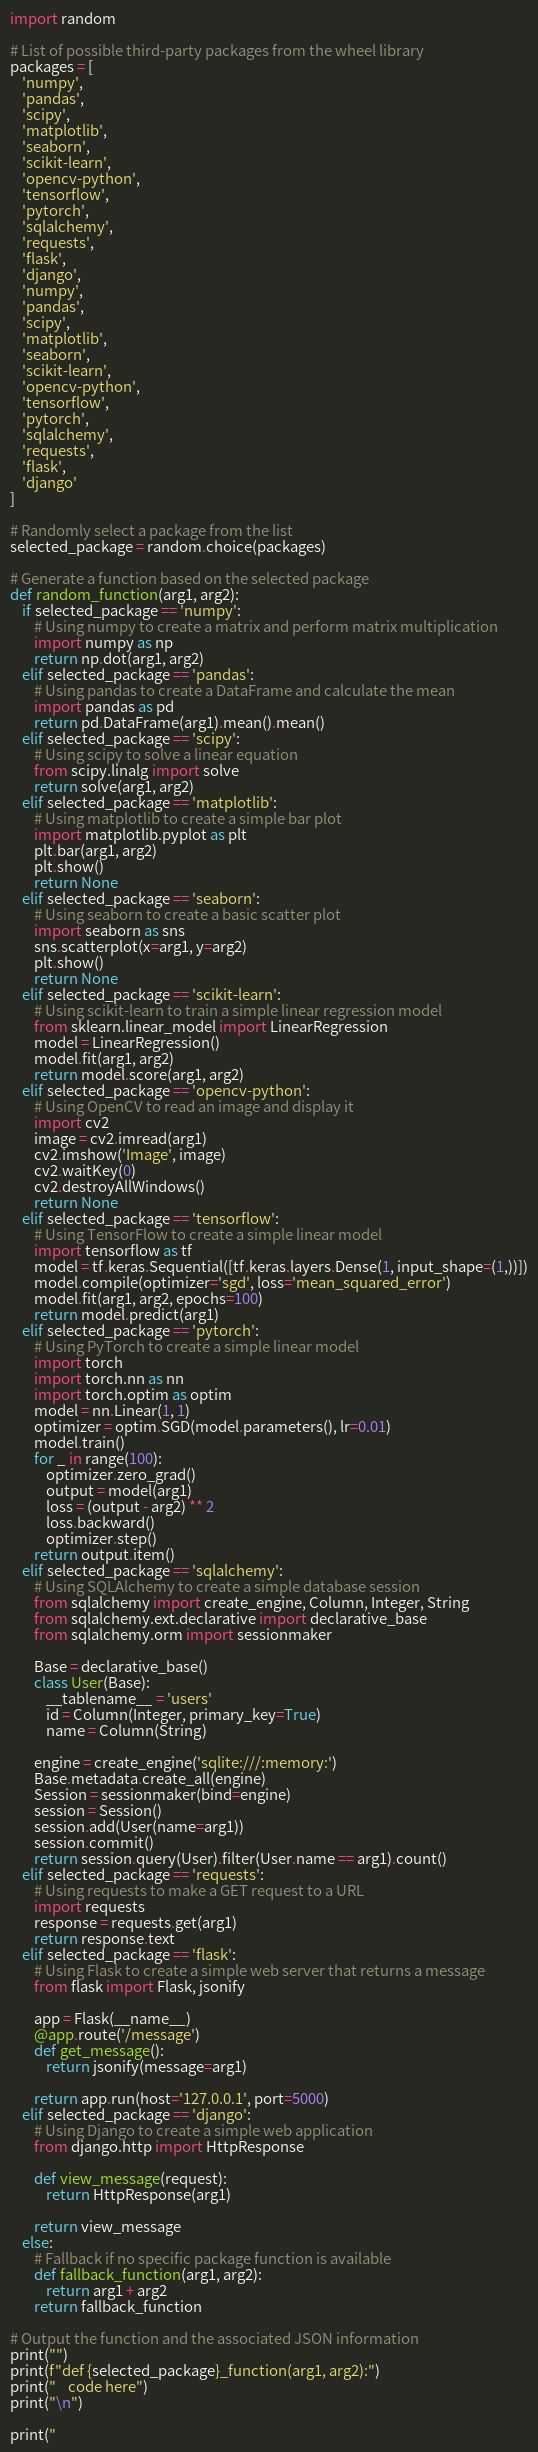 import random

# List of possible third-party packages from the wheel library
packages = [
    'numpy',
    'pandas',
    'scipy',
    'matplotlib',
    'seaborn',
    'scikit-learn',
    'opencv-python',
    'tensorflow',
    'pytorch',
    'sqlalchemy',
    'requests',
    'flask',
    'django',
    'numpy',
    'pandas',
    'scipy',
    'matplotlib',
    'seaborn',
    'scikit-learn',
    'opencv-python',
    'tensorflow',
    'pytorch',
    'sqlalchemy',
    'requests',
    'flask',
    'django'
]

# Randomly select a package from the list
selected_package = random.choice(packages)

# Generate a function based on the selected package
def random_function(arg1, arg2):
    if selected_package == 'numpy':
        # Using numpy to create a matrix and perform matrix multiplication
        import numpy as np
        return np.dot(arg1, arg2)
    elif selected_package == 'pandas':
        # Using pandas to create a DataFrame and calculate the mean
        import pandas as pd
        return pd.DataFrame(arg1).mean().mean()
    elif selected_package == 'scipy':
        # Using scipy to solve a linear equation
        from scipy.linalg import solve
        return solve(arg1, arg2)
    elif selected_package == 'matplotlib':
        # Using matplotlib to create a simple bar plot
        import matplotlib.pyplot as plt
        plt.bar(arg1, arg2)
        plt.show()
        return None
    elif selected_package == 'seaborn':
        # Using seaborn to create a basic scatter plot
        import seaborn as sns
        sns.scatterplot(x=arg1, y=arg2)
        plt.show()
        return None
    elif selected_package == 'scikit-learn':
        # Using scikit-learn to train a simple linear regression model
        from sklearn.linear_model import LinearRegression
        model = LinearRegression()
        model.fit(arg1, arg2)
        return model.score(arg1, arg2)
    elif selected_package == 'opencv-python':
        # Using OpenCV to read an image and display it
        import cv2
        image = cv2.imread(arg1)
        cv2.imshow('Image', image)
        cv2.waitKey(0)
        cv2.destroyAllWindows()
        return None
    elif selected_package == 'tensorflow':
        # Using TensorFlow to create a simple linear model
        import tensorflow as tf
        model = tf.keras.Sequential([tf.keras.layers.Dense(1, input_shape=(1,))])
        model.compile(optimizer='sgd', loss='mean_squared_error')
        model.fit(arg1, arg2, epochs=100)
        return model.predict(arg1)
    elif selected_package == 'pytorch':
        # Using PyTorch to create a simple linear model
        import torch
        import torch.nn as nn
        import torch.optim as optim
        model = nn.Linear(1, 1)
        optimizer = optim.SGD(model.parameters(), lr=0.01)
        model.train()
        for _ in range(100):
            optimizer.zero_grad()
            output = model(arg1)
            loss = (output - arg2) ** 2
            loss.backward()
            optimizer.step()
        return output.item()
    elif selected_package == 'sqlalchemy':
        # Using SQLAlchemy to create a simple database session
        from sqlalchemy import create_engine, Column, Integer, String
        from sqlalchemy.ext.declarative import declarative_base
        from sqlalchemy.orm import sessionmaker

        Base = declarative_base()
        class User(Base):
            __tablename__ = 'users'
            id = Column(Integer, primary_key=True)
            name = Column(String)

        engine = create_engine('sqlite:///:memory:')
        Base.metadata.create_all(engine)
        Session = sessionmaker(bind=engine)
        session = Session()
        session.add(User(name=arg1))
        session.commit()
        return session.query(User).filter(User.name == arg1).count()
    elif selected_package == 'requests':
        # Using requests to make a GET request to a URL
        import requests
        response = requests.get(arg1)
        return response.text
    elif selected_package == 'flask':
        # Using Flask to create a simple web server that returns a message
        from flask import Flask, jsonify

        app = Flask(__name__)
        @app.route('/message')
        def get_message():
            return jsonify(message=arg1)

        return app.run(host='127.0.0.1', port=5000)
    elif selected_package == 'django':
        # Using Django to create a simple web application
        from django.http import HttpResponse

        def view_message(request):
            return HttpResponse(arg1)

        return view_message
    else:
        # Fallback if no specific package function is available
        def fallback_function(arg1, arg2):
            return arg1 + arg2
        return fallback_function

# Output the function and the associated JSON information
print("")
print(f"def {selected_package}_function(arg1, arg2):")
print("    code here")
print("\n")

print("